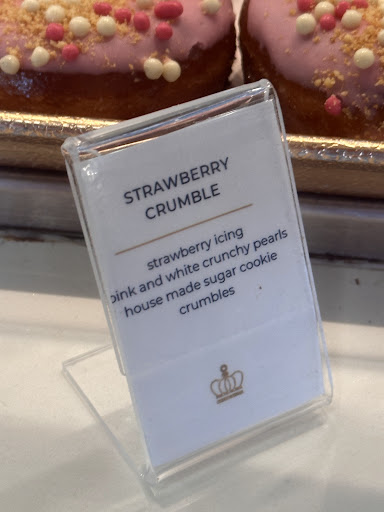 STRAWBERRY
CRUMBLE
strawberry icing
pink and white crunchy pearls
house made sugar cookie
crumbles